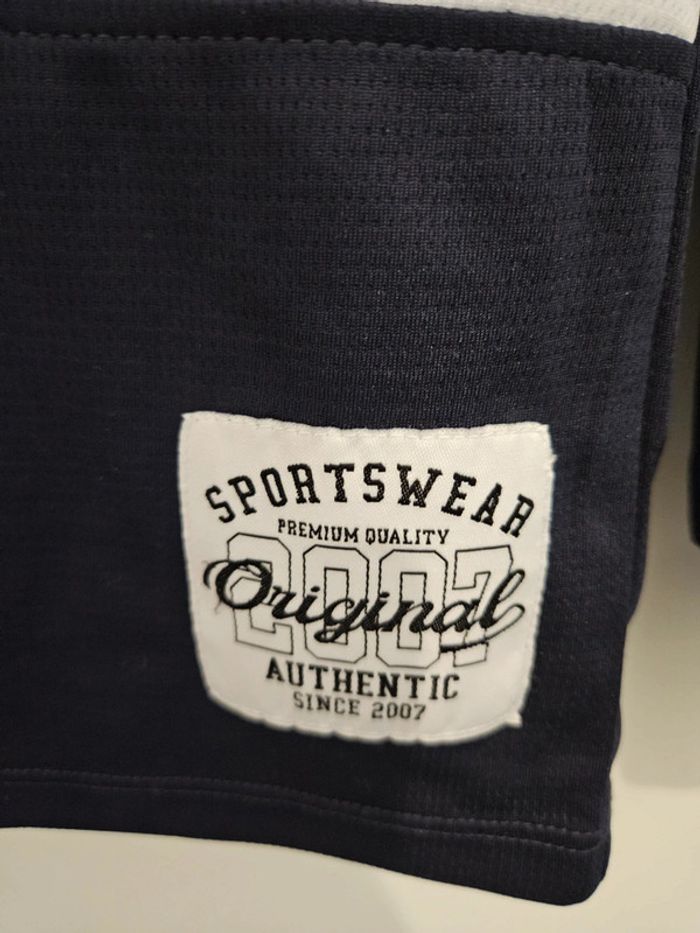 SPORTSWEAR
PREMIUM QUALITY
2007
Original
AUTHENTIC
SINCE 2007